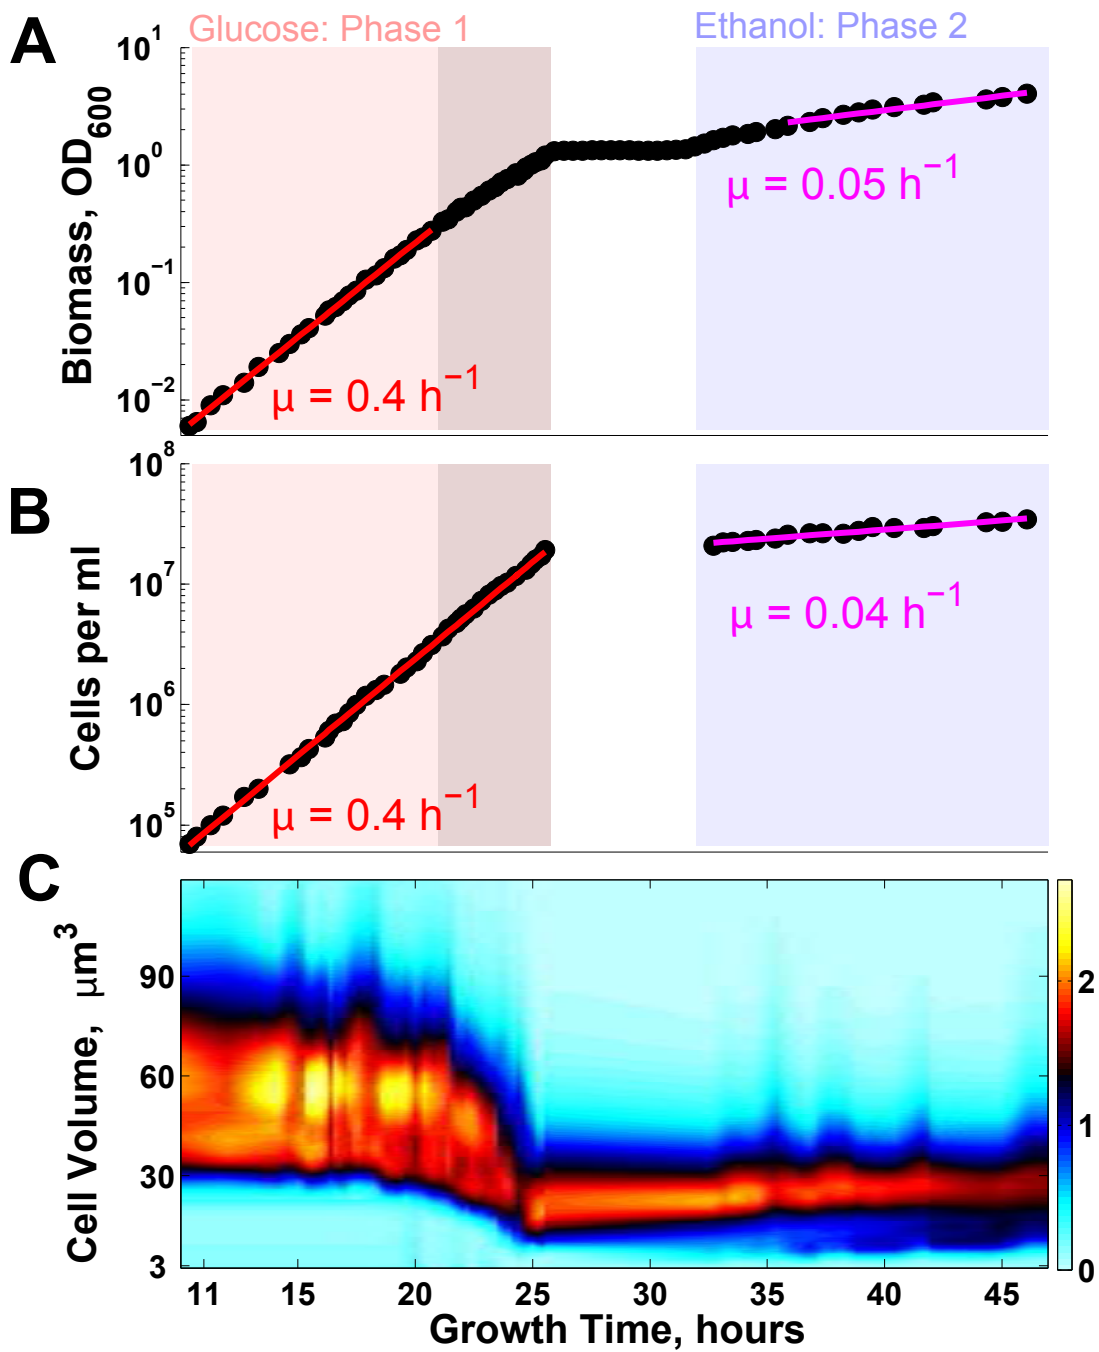 A
Glucose: Phase 1
Ethanol: Phase 2
Biomass, OD600
10^1
10^0
10^−1
10^−2
μ = 0.4 h^−1
μ = 0.05 h^−1
B
Cells per ml
10^8
10^7
10^6
10^5
μ = 0.4 h^−1
μ = 0.04 h^−1
C
Cell Volume, μm^3
90
60
30
3
2
1
0
11 15 20 25 30 35 40 45
Growth Time, hours